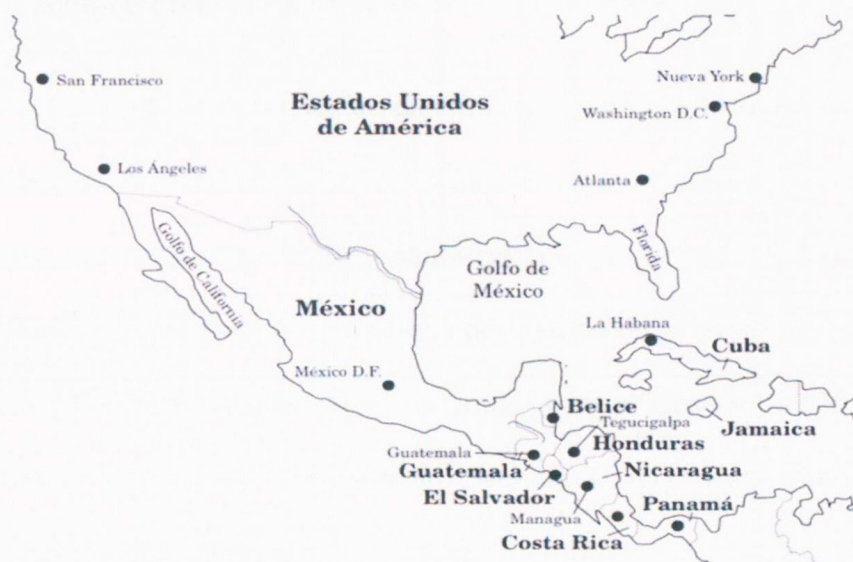 San Francisco
Nueva York
Estados Unidos
de América
Washington D.C.
Los Ángeles
Atlanta
Golfo de California
Florida
Golfo de
México
México
La Habana
Cuba
México D.F.
Belice
Tegucigalpa
Jamaica
Guatemala
Honduras
Guatemala
Nicaragua
El Salvador
Managua
Panamá
Costa Rica